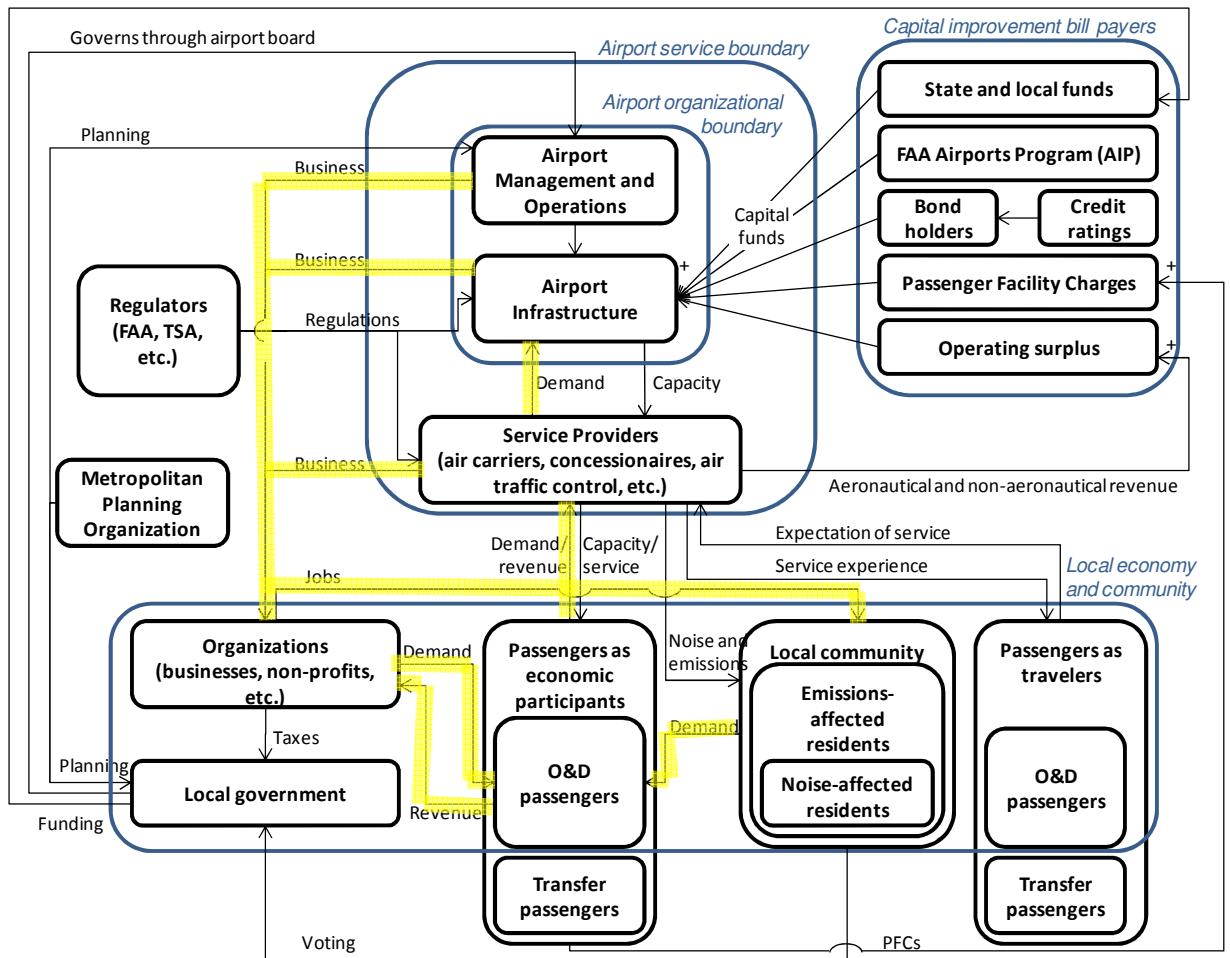 Governs through airport board
Airport service boundary
Capital improvement bill payers
Airport organizational
boundary
State and local funds
Planning
FAA Airports Program (AIP)
Business
Airport
Management and
Operations
Bond
holders
Credit
ratings
Capital
funds
Business
Airport
Infrastructure
+
Passenger Facility Charges
+
Regulators
(FAA, TSA,
etc.)
Regulations
Operating surplus
+
Demand
Capacity
Service Providers
(air carriers, concessionaires, air
traffic control, etc.)
Business
Metropolitan
Planning
Organization
Aeronautical and non-aeronautical revenue
Demand/
revenue
Capacity/
service
Expectation of service
Service experience
Local economy
and community
Jobs
Organizations
(businesses, non-profits,
etc.)
Demand
Passengers as
economic
participants
Noise and
emissions
Local community
Passengers as
travelers
Emissions-
affected
residents
Demand
Taxes
Planning
Local government
O&D
passengers
Noise-affected
residents
O&D
passengers
Revenue
Funding
Transfer
passengers
Transfer
passengers
Voting
PFCs